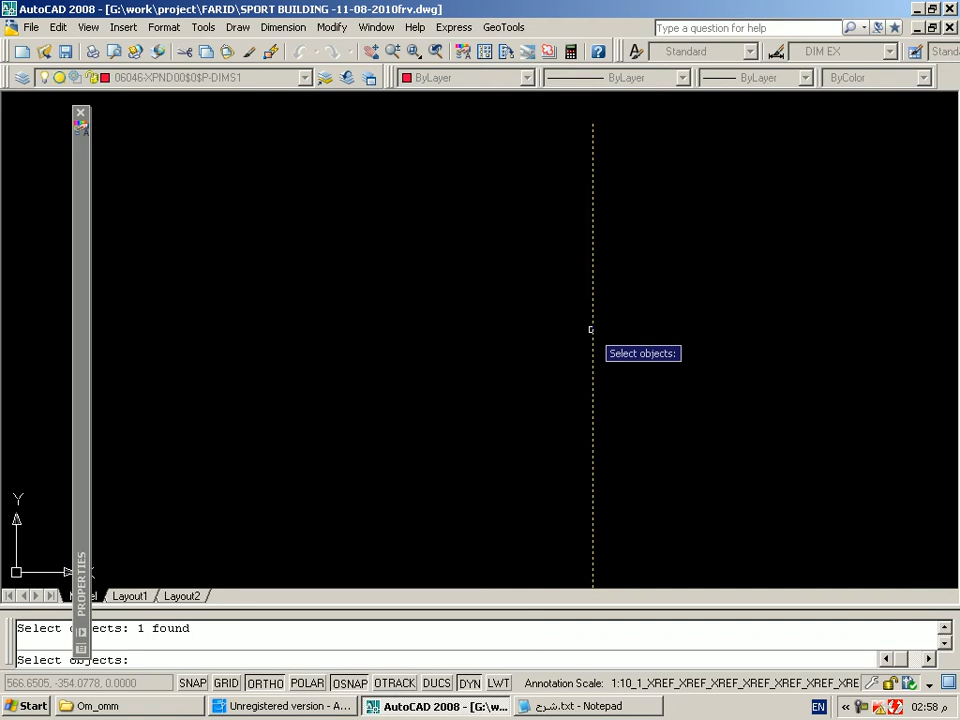 AutoCAD 2008 - [G:\work\project\FARID\SPORT BUILDING -11-08-2010frv.dwg]
File Edit View Insert Format Tools Draw Dimension Modify Window Help Express GeoTools
Type a question for help
Standard
DIM EX
Stand
06046-XPND00$0$P-DIMS1
ByLayer
ByLayer
ByLayer
ByColor
Select objects:
Y
PROPERTIES
Layout1
Layout2
Select objects: 1 found
Select objects:
566.6505, -354.0778, 0.0000
SNAP GRID ORTHO POLAR OSNAP OTRACK DUCS DYN LWT
Annotation Scale: 1:10_1_XREF_XREF_XREF_XREF_XREF_XREF_XRE
Start
Om_omm
Unregistered version - A...
AutoCAD 2008 - [G:\w...
شرح.txt - Notepad
EN
02:58 م